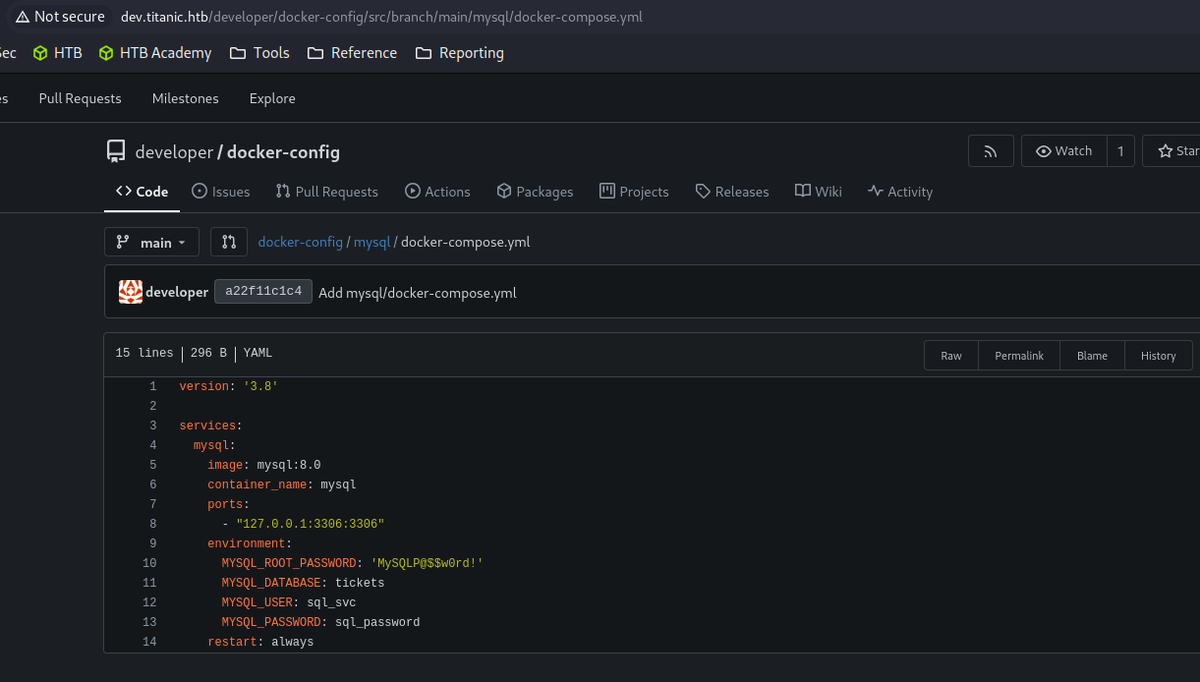 Not secure dev.titanic.htb/developer/docker-config/src/branch/main/mysql/docker-compose.yml
HTB HTB Academy Tools Reference Reporting
Pull Requests Milestones Explore
developer / docker-config Watch 1
Code Issues Pull Requests Actions Packages Projects Releases Wiki Activity
main docker-config / mysql / docker-compose.yml
developer a22f11c1c4 Add mysql/docker-compose.yml
15 lines | 296 B | YAML Raw Permalink Blame History
1 version: '3.8'
2
3 services:
4 mysql:
5 image: mysql:8.0
6 container_name: mysql
7 ports:
8 - "127.0.0.1:3306:3306"
9 environment:
10 MYSQL_ROOT_PASSWORD: 'MySQLP@$$w0rd!'
11 MYSQL_DATABASE: tickets
12 MYSQL_USER: sql_svc
13 MYSQL_PASSWORD: sql_password
14 restart: always